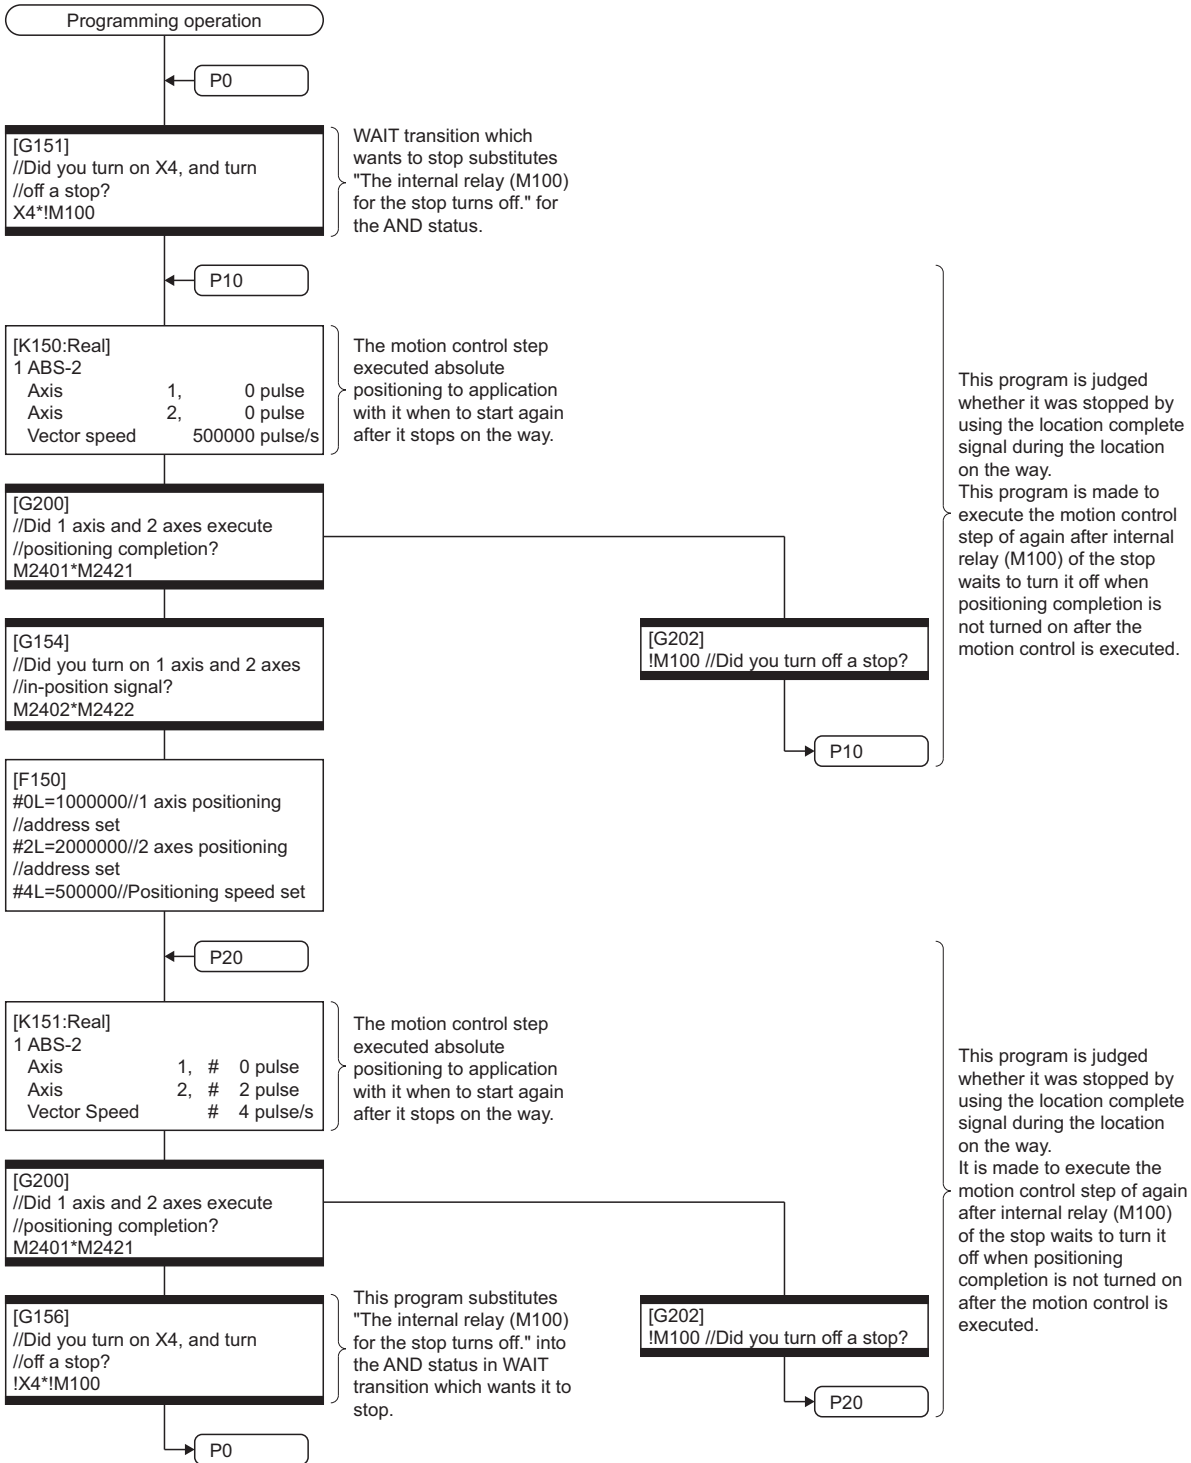 Programming operation
P0
[G151]
//Did you turn on X4, and turn
//off a stop?
X4*!M100
WAIT transition which
wants to stop substitutes
"The internal relay (M100)
for the stop turns off." for
the AND status.
P10
[K150:Real]
1 ABS-2
Axis 1, 0 pulse
Axis 2, 0 pulse
Vector speed 500000 pulse/s
The motion control step
executed absolute
positioning to application
with it when to start again
after it stops on the way.
[G200]
//Did 1 axis and 2 axes execute
//positioning completion?
M2401*M2421
[G154]
//Did you turn on 1 axis and 2 axes
//in-position signal?
M2402*M2422
[G202]
!M100 //Did you turn off a stop?
P10
This program is judged
whether it was stopped by
using the location complete
signal during the location
on the way.
This program is made to
execute the motion control
step of again after internal
relay (M100) of the stop
waits to turn it off when
positioning completion is
not turned on after the
motion control is executed.
[F150]
#0L=1000000//1 axis positioning
//address set
#2L=2000000//2 axes positioning
//address set
#4L=500000//Positioning speed set
P20
[K151:Real]
1 ABS-2
Axis 1, # 0 pulse
Axis 2, # 2 pulse
Vector Speed # 4 pulse/s
The motion control step
executed absolute
positioning to application
with it when to start again
after it stops on the way.
[G200]
//Did 1 axis and 2 axes execute
//positioning completion?
M2401*M2421
[G156]
//Did you turn on X4, and turn
//off a stop?
!X4*!M100
This program substitutes
"The internal relay (M100)
for the stop turns off." into
the AND status in WAIT
transition which wants it to
stop.
P0
[G202]
!M100 //Did you turn off a stop?
P20
This program is judged
whether it was stopped by
using the location complete
signal during the location
on the way.
It is made to execute the
motion control step of again
after internal relay (M100)
of the stop waits to turn it
off when positioning
completion is not turned on
after the motion control is
executed.